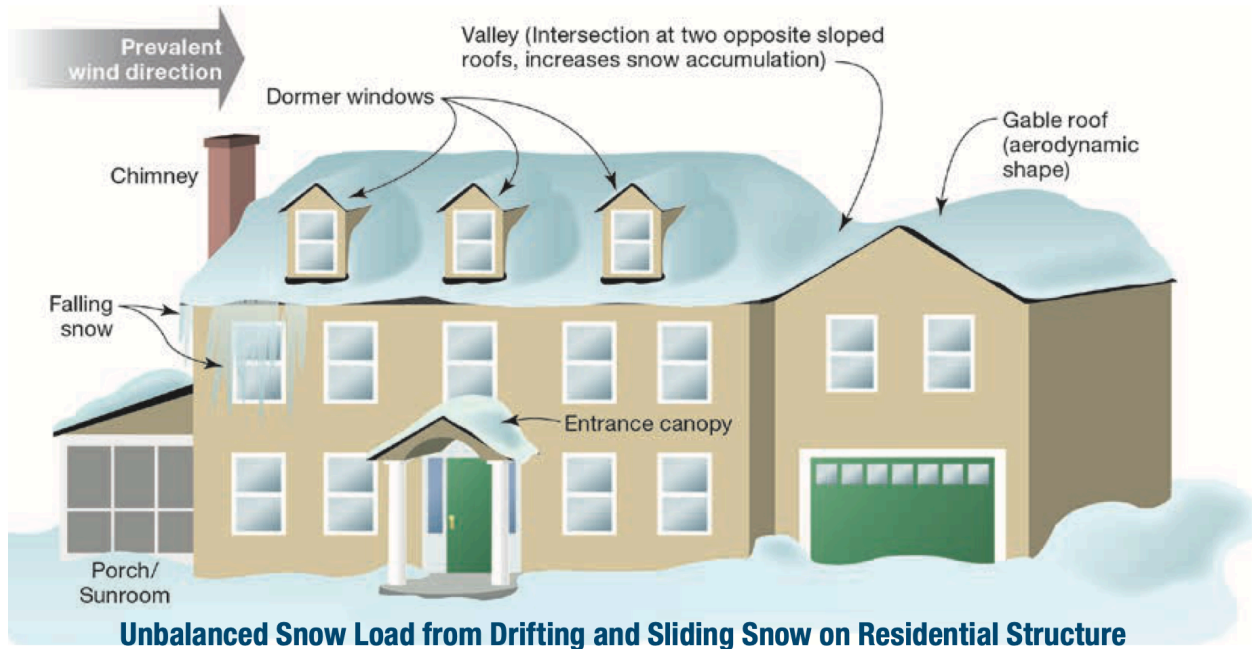 Prevalent
wind direction
Valley (Intersection at two opposite sloped
roofs, increases snow accumulation)
Dormer windows
Gable roof
(aerodynamic
shape)
Chimney
Falling
snow
Entrance canopy
Porch/
Sunroom
Unbalanced Snow Load from Drifting and Sliding Snow on Residential Structure